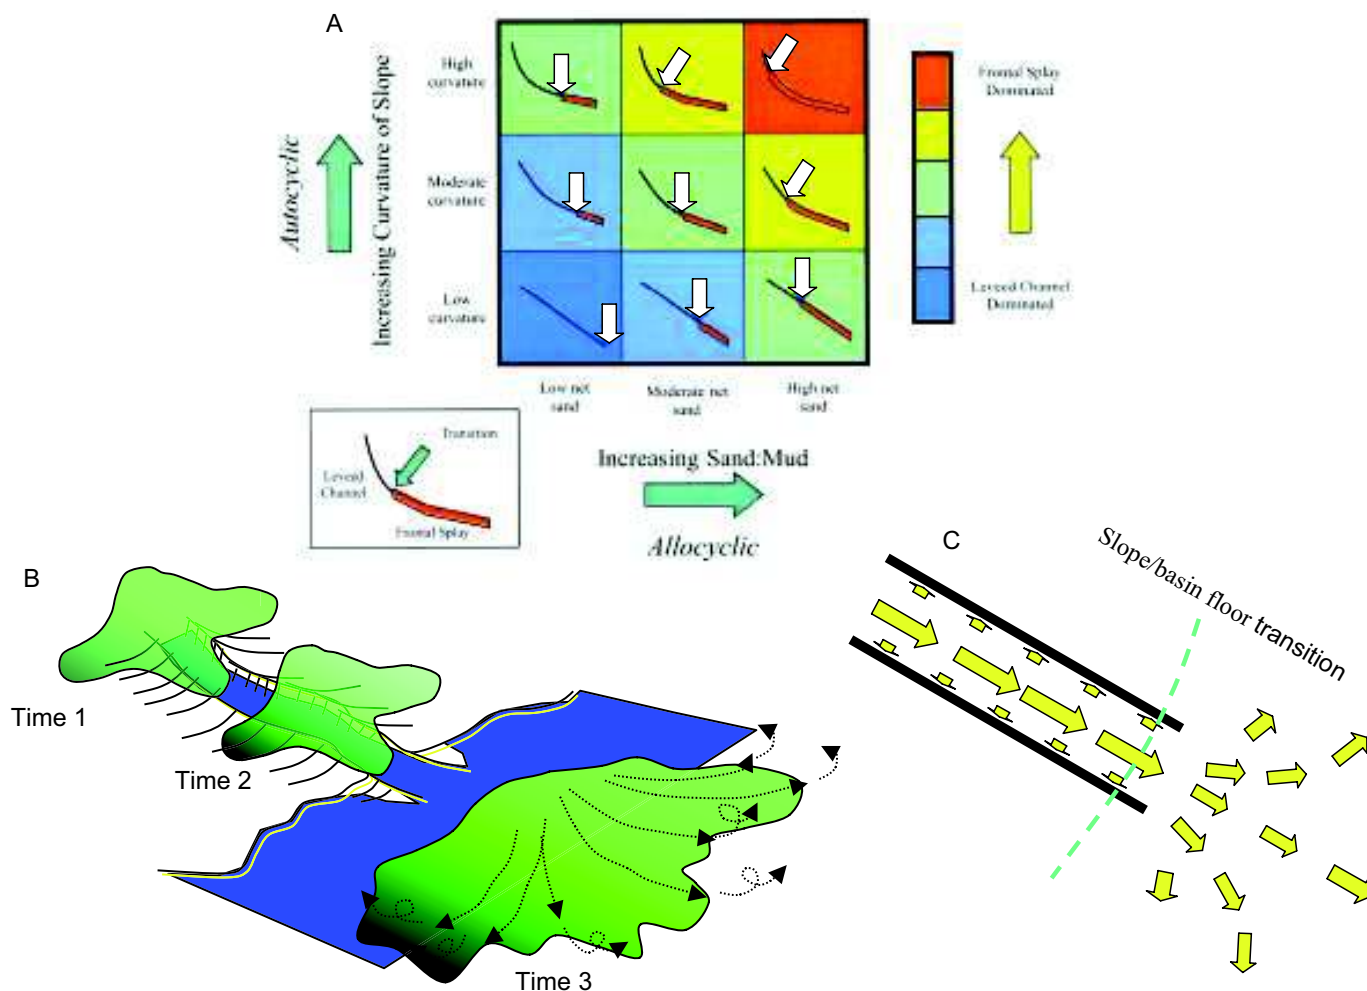 A
Autocyclic
Increasing Curvature of Slope
High
curvature
Moderate
curvature
Low
curvature
Low net
sand
Moderate net
sand
High net
sand
Frontal Splay
Dominated
Leveed Channel
Dominated
Transition
Leveed
Channel
Frontal Splay
Increasing Sand:Mud
Allocyclic
B
Time 1
Time 2
Time 3
C
Slope/basin floor transition